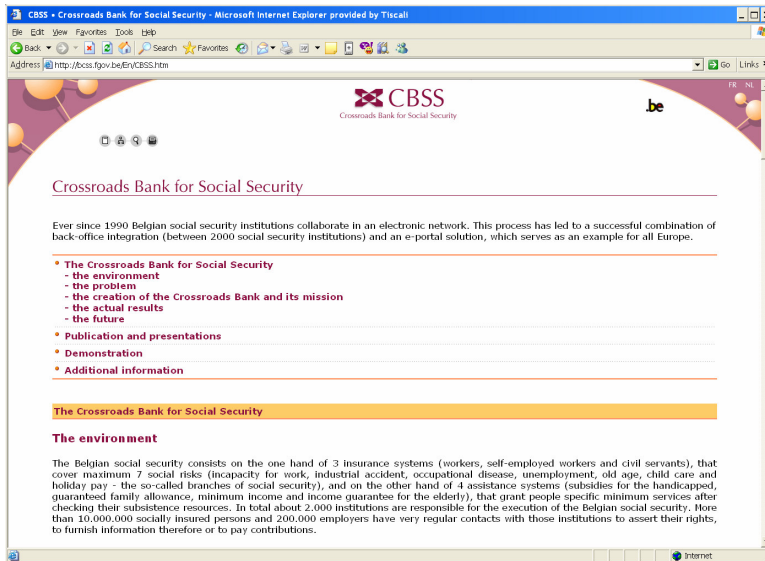 CBSS • Crossroads Bank for Social Security - Microsoft Internet Explorer provided by Tiscali
File Edit View Favorites Tools Help
Back Search Favorites
Address http://bcss.fgov.be/En/CBSS.htm Go Links
FR NL
CBSS
Crossroads Bank for Social Security
.be
Crossroads Bank for Social Security
Ever since 1990 Belgian social security institutions collaborate in an electronic network. This process has led to a successful combination of
back-office integration (between 2000 social security institutions) and an e-portal solution, which serves as an example for all Europe.
The Crossroads Bank for Social Security
- the environment
- the problem
- the creation of the Crossroads Bank and its mission
- the actual results
- the future
Publication and presentations
Demonstration
Additional information
The Crossroads Bank for Social Security
The environment
The Belgian social security consists on the one hand of 3 insurance systems (workers, self-employed workers and civil servants), that
cover maximum 7 social risks (incapacity for work, industrial accident, occupational disease, unemployment, old age, child care and
holiday pay - the so-called branches of social security), and on the other hand of 4 assistance systems (subsidies for the handicapped,
guaranteed family allowance, minimum income and income guarantee for the elderly), that grant people specific minimum services after
checking their subsistence resources. In total about 2.000 institutions are responsible for the execution of the Belgian social security. More
than 10.000.000 socially insured persons and 200.000 employers have very regular contacts with those institutions to assert their rights,
to furnish information therefore or to pay contributions.
Internet